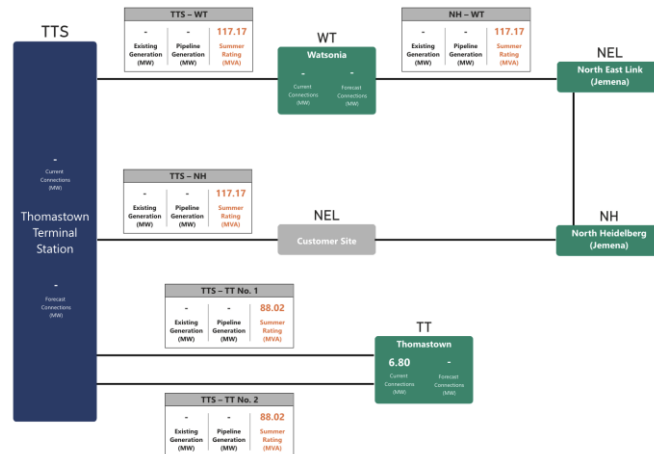 TTS
TTS – WT
- - 117.17
Existing Generation (MW)
Pipeline Generation (MW)
Summer Rating (MVA)
WT
Watsonia
- -
Current Connections (MW)
Forecast Connections (MW)
NH – WT
- - 117.17
Existing Generation (MW)
Pipeline Generation (MW)
Summer Rating (MVA)
NEL
North East Link
(Jemena)
-
Current
Connections
(MW)
Thomastown
Terminal
Station
-
Forecast
Connections
(MW)
TTS – NH
- - 117.17
Existing Generation (MW)
Pipeline Generation (MW)
Summer Rating (MVA)
NEL
Customer Site
NH
North Heidelberg
(Jemena)
TTS – TT No. 1
- - 88.02
Existing Generation (MW)
Pipeline Generation (MW)
Summer Rating (MVA)
TT
Thomastown
6.80 -
Current Connections (MW)
Forecast Connections (MW)
TTS – TT No. 2
- - 88.02
Existing Generation (MW)
Pipeline Generation (MW)
Summer Rating (MVA)